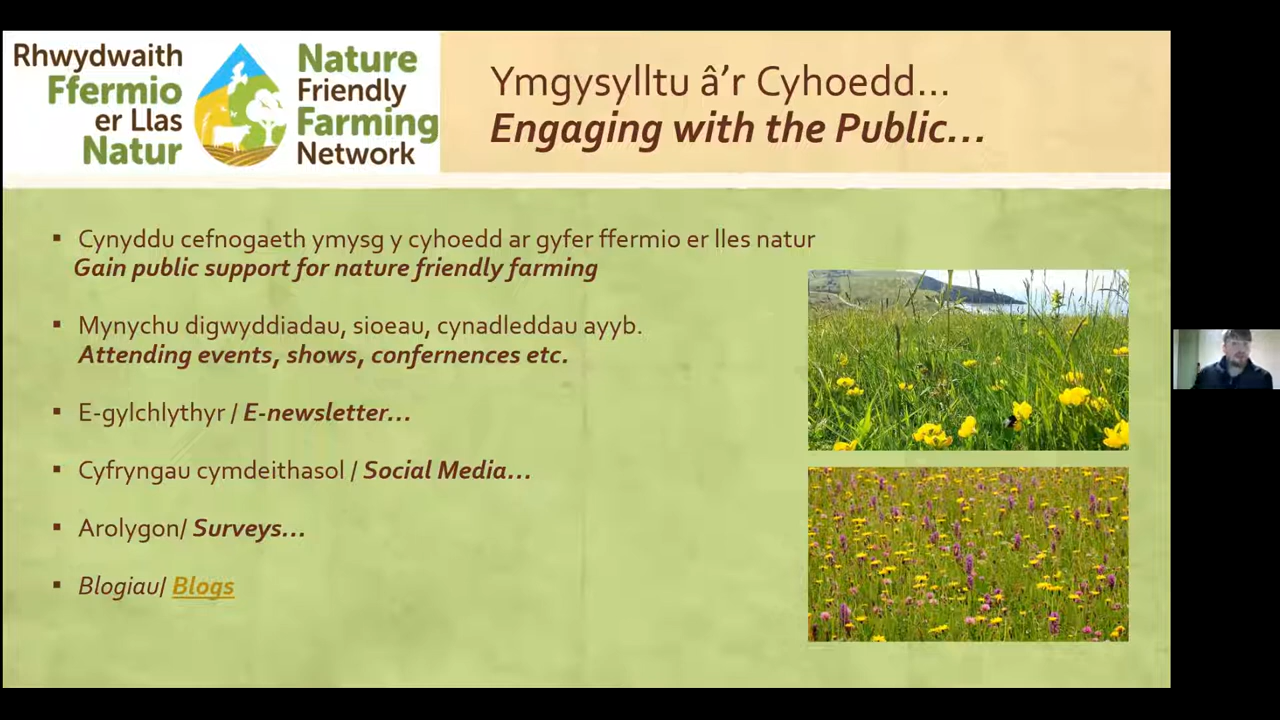 Rhwydwaith
Ffermio
er Llas
Natur
Nature
Friendly
Farming
Network
Ymgysylltu â'r Cyhoedd...
Engaging with the Public...
▪ Cynyddu cefnogaeth ymysg y cyhoedd ar gyfer ffermio er lles natur
Gain public support for nature friendly farming
▪ Mynychu digwyddiadau, sioeau, cynadleddau ayyb.
Attending events, shows, confernences etc.
▪ E-gylchlythyr / E-newsletter...
▪ Cyfryngau cymdeithasol / Social Media...
▪ Arolygon/ Surveys...
▪ Blogiau/ Blogs